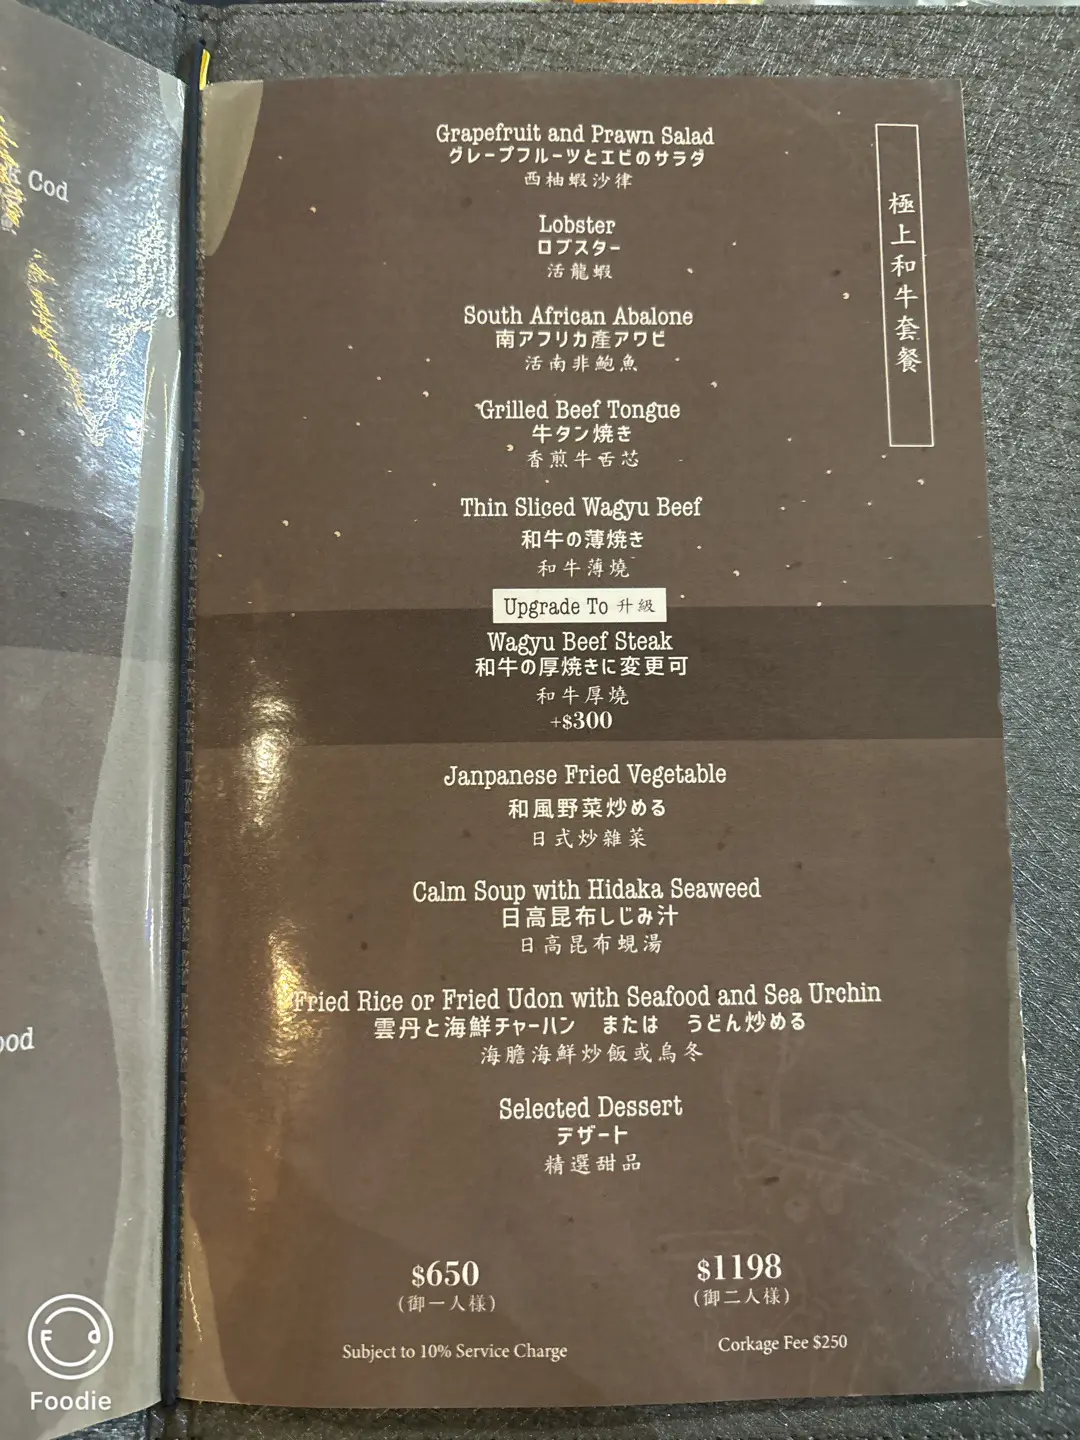 Cod
ood
極上和牛套餐
Grapefruit and Prawn Salad
グレープフルーツとエビのサラダ
西柚蝦沙律
Lobster
ロブスター
活龍蝦
South African Abalone
南アフリカ產アワビ
活南非鮑魚
Grilled Beef Tongue
牛タン焼き
香煎牛舌芯
Thin Sliced Wagyu Beef
和牛の薄焼き
和牛薄燒
Upgrade To 升級
Wagyu Beef Steak
和牛の厚焼きに変更可
和牛厚燒
+$300
Janpanese Fried Vegetable
和風野菜炒める
日式炒雜菜
Calm Soup with Hidaka Seaweed
日高昆布しじみ汁
日高昆布蜆湯
Fried Rice or Fried Udon with Seafood and Sea Urchin
雲丹と海鮮チャーハン または うどん炒める
海膽海鮮炒飯或烏冬
Selected Dessert
デザート
精選甜品
$650
(御一人樣)
$1198
(御二人樣)
Subject to 10% Service Charge
Corkage Fee $250
Foodie